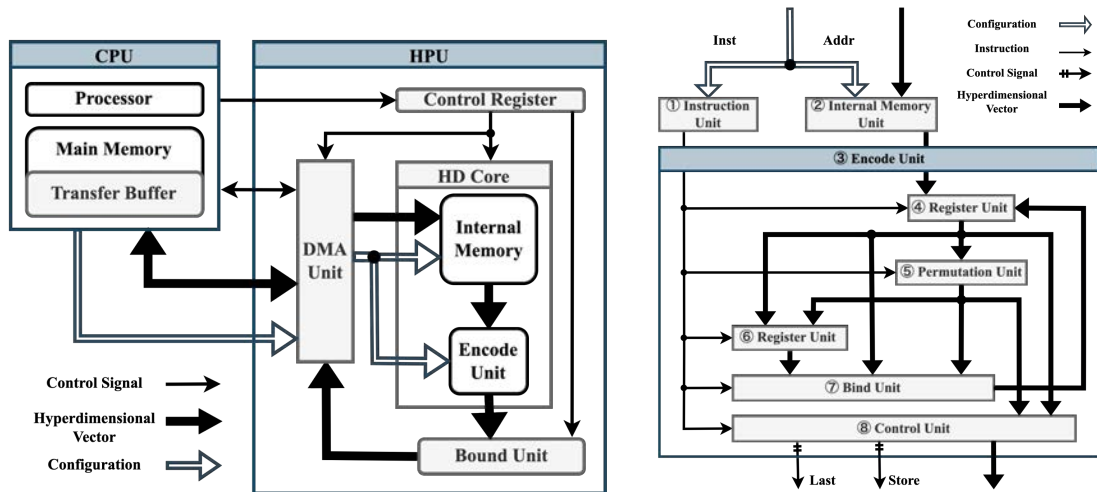 CPU
Processor
Main Memory
Transfer Buffer
HPU
Control Register
HD Core
Internal
Memory
DMA
Unit
Encode
Unit
Bound Unit
Control Signal
Hyperdimensional
Vector
Configuration
Inst
Addr
Configuration
Instruction
Control Signal
Hyperdimensional
Vector
① Instruction
Unit
② Internal Memory
Unit
③ Encode Unit
④ Register Unit
⑤ Permutation Unit
⑥ Register Unit
⑦ Bind Unit
⑧ Control Unit
Last
Store